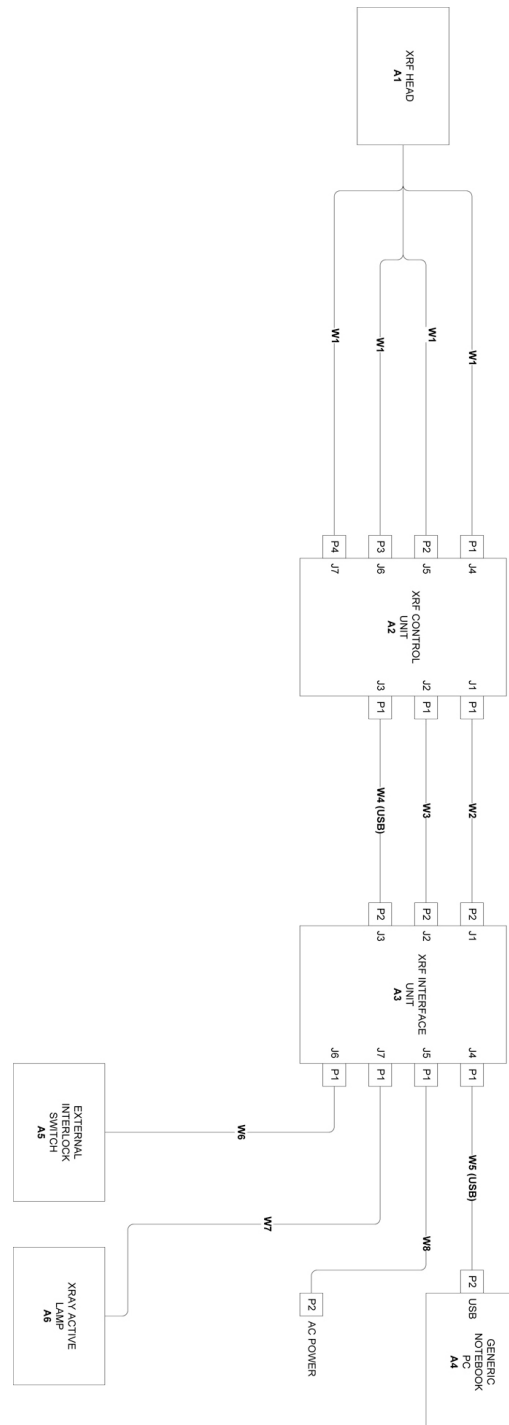 XRF HEAD
A1
W1
W1
W1
W1
P1
P2
P3
P4
J4
J5
J6
J7
XRF CONTROL
UNIT
A2
J1
J2
J3
P1
P1
P1
W2
W3
W4 (USB)
P2
P2
P2
J1
J2
J3
XRF INTERFACE
UNIT
A3
J4
J5
J7
J6
P1
P1
P1
P1
W5 (USB)
W8
W7
W6
P2
USB
GENERIC
NOTEBOOK
PC
A4
P2
AC POWER
EXTERNAL
INTERLOCK
SWITCH
A5
XRAY ACTIVE
LAMP
A6